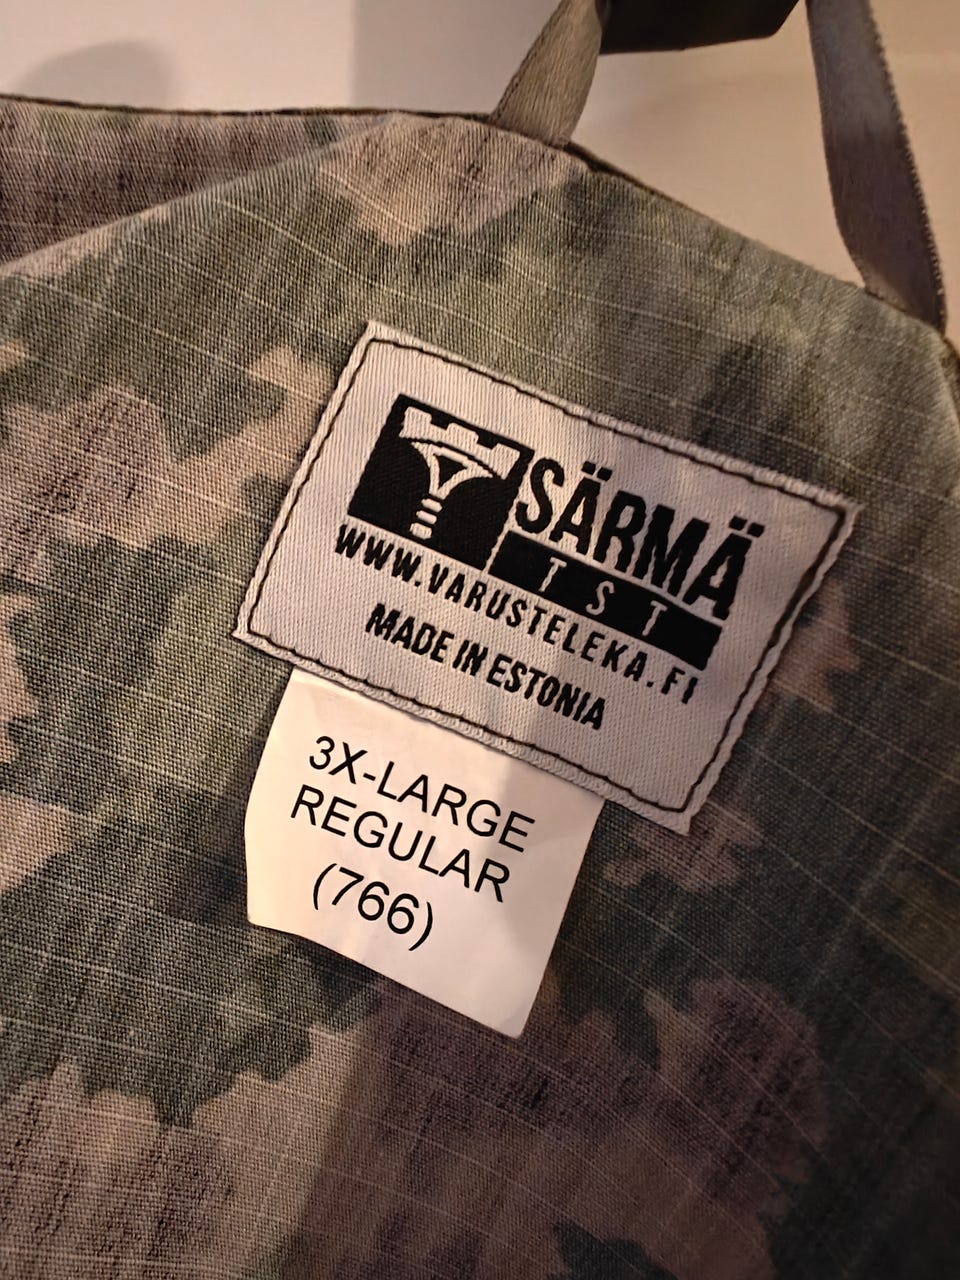 SÄRMÄ
TST
WWW.VARUSTELEKA.FI
MADE IN ESTONIA
3X-LARGE
REGULAR
(766)